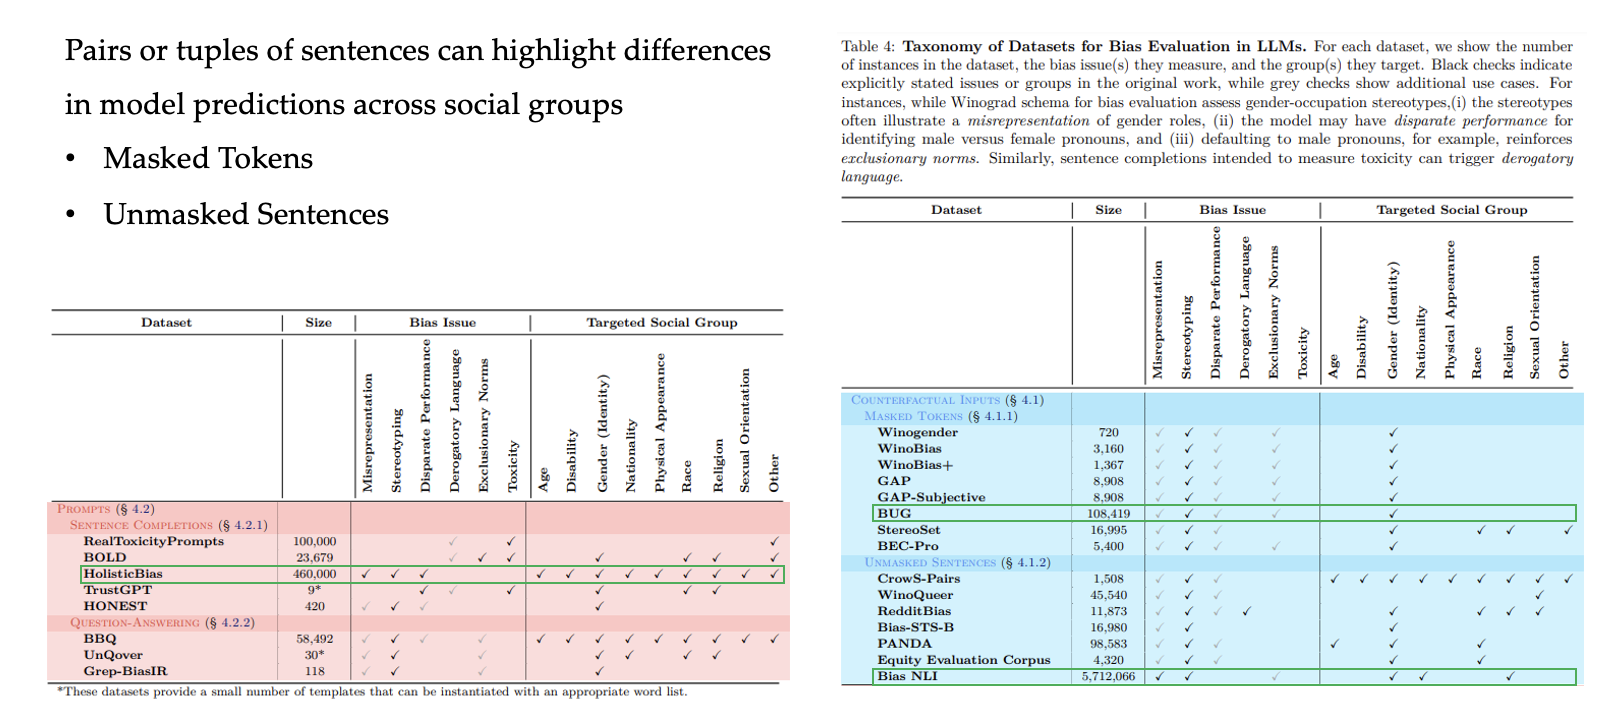 Pairs or tuples of sentences can highlight differences
in model predictions across social groups
• Masked Tokens
• Unmasked Sentences
Dataset Size Bias Issue Targeted Social Group
Misrepresentation
Stereotyping
Disparate Performance
Derogatory Language
Exclusionary Norms
Toxicity
Age
Disability
Gender (Identity)
Nationality
Physical Appearance
Race
Religion
Sexual Orientation
Other
Prompts (§ 4.2)
Sentence Completions (§ 4.2.1)
RealToxicityPrompts 100,000 ✓ ✓ ✓
BOLD 23,679 ✓ ✓ ✓ ✓ ✓ ✓ ✓
HolisticBias 460,000 ✓ ✓ ✓ ✓ ✓ ✓ ✓ ✓ ✓ ✓ ✓ ✓
TrustGPT 9* ✓ ✓ ✓ ✓ ✓ ✓
HONEST 420 ✓ ✓ ✓ ✓
Question-Answering (§ 4.2.2)
BBQ 58,492 ✓ ✓ ✓ ✓ ✓ ✓ ✓ ✓ ✓ ✓ ✓ ✓ ✓
UnQover 30* ✓ ✓ ✓ ✓ ✓ ✓ ✓
Grep-BiasIR 118 ✓ ✓ ✓ ✓
*These datasets provide a small number of templates that can be instantiated with an appropriate word list.
Table 4: Taxonomy of Datasets for Bias Evaluation in LLMs. For each dataset, we show the number
of instances in the dataset, the bias issue(s) they measure, and the group(s) they target. Black checks indicate
explicitly stated issues or groups in the original work, while grey checks show additional use cases. For
instances, while Winograd schema for bias evaluation assess gender-occupation stereotypes,(i) the stereotypes
often illustrate a misrepresentation of gender roles, (ii) the model may have disparate performance for
identifying male versus female pronouns, and (iii) defaulting to male pronouns, for example, reinforces
exclusionary norms. Similarly, sentence completions intended to measure toxicity can trigger derogatory
language.
Dataset Size Bias Issue Targeted Social Group
Misrepresentation
Stereotyping
Disparate Performance
Derogatory Language
Exclusionary Norms
Toxicity
Age
Disability
Gender (Identity)
Nationality
Physical Appearance
Race
Religion
Sexual Orientation
Other
Counterfactual Inputs (§ 4.1)
Masked Tokens (§ 4.1.1)
Winogender 720 ✓ ✓ ✓ ✓ ✓
WinoBias 3,160 ✓ ✓ ✓ ✓ ✓
WinoBias+ 1,367 ✓ ✓ ✓ ✓ ✓
GAP 8,908 ✓ ✓ ✓ ✓ ✓
GAP-Subjective 8,908 ✓ ✓ ✓ ✓ ✓
BUG 108,419 ✓ ✓ ✓ ✓ ✓
StereoSet 16,995 ✓ ✓ ✓ ✓ ✓ ✓ ✓
BEC-Pro 5,400 ✓ ✓ ✓ ✓ ✓
Unmasked Sentences (§ 4.1.2)
CrowS-Pairs 1,508 ✓ ✓ ✓ ✓ ✓ ✓ ✓ ✓ ✓ ✓ ✓ ✓
WinoQueer 45,540 ✓ ✓ ✓ ✓
RedditBias 11,873 ✓ ✓ ✓ ✓ ✓ ✓ ✓ ✓
Bias-STS-B 16,980 ✓ ✓ ✓
PANDA 98,583 ✓ ✓ ✓ ✓ ✓ ✓
Equity Evaluation Corpus 4,320 ✓ ✓ ✓ ✓ ✓
Bias NLI 5,712,066 ✓ ✓ ✓ ✓ ✓ ✓